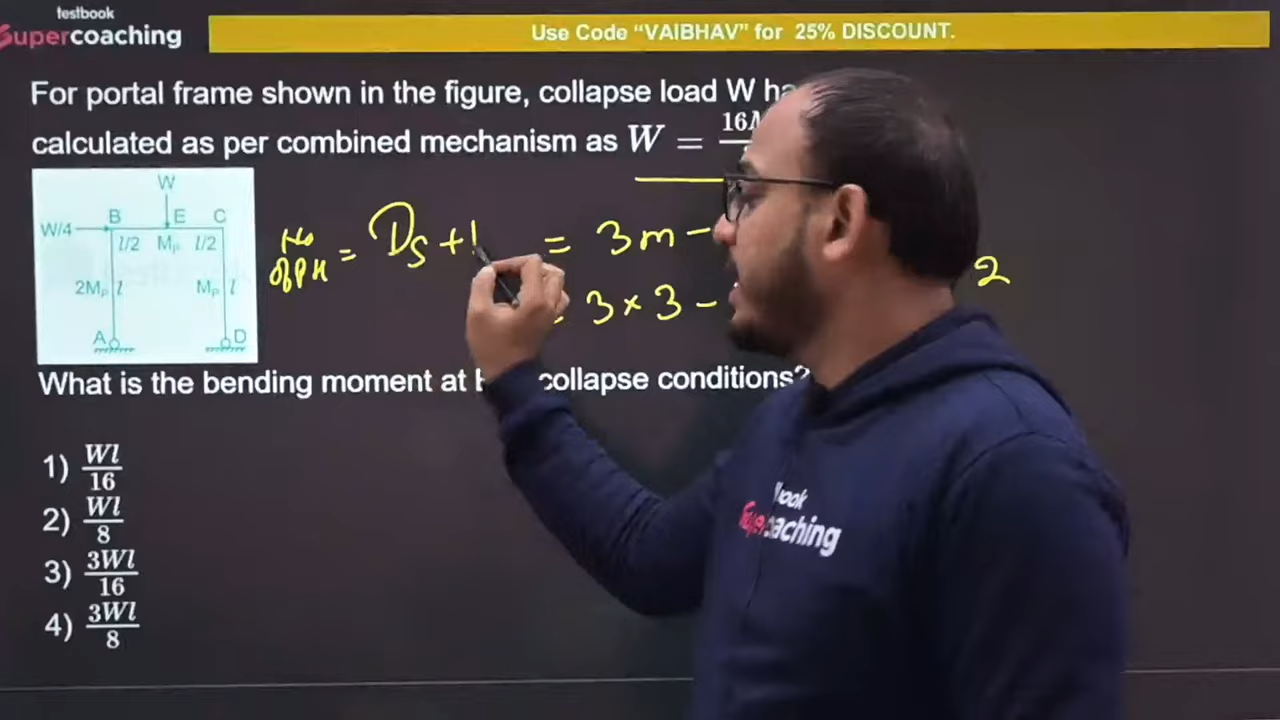 testbook
Supercoaching
Use Code “VAIBHAV” for 25% DISCOUNT.
For portal frame shown in the figure, collapse load W
calculated as per combined mechanism as W = 16
W
W/4 B E C
l/2 Mₚ l/2
2Mₚ l Mₚ l
A D
No of PH = Ds + 1 = 3m -
= 3 × 3 - 2
What is the bending moment at collapse conditions?
1) Wl/16
2) Wl/8
3) 3Wl/16
4) 3Wl/8
book
Supercoaching